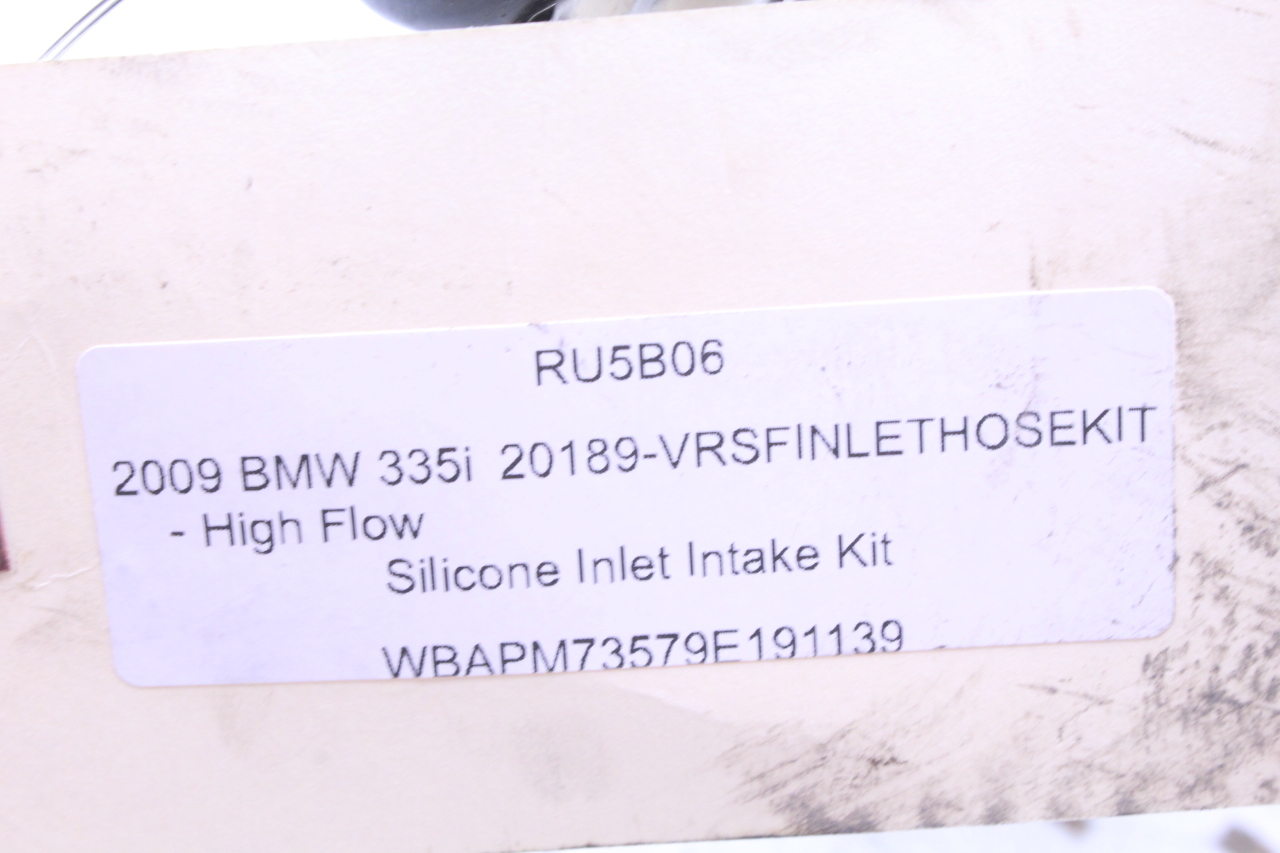 RU5B06
2009 BMW 335i 20189-VRSFINLETHOSEKIT
- High Flow
Silicone Inlet Intake Kit
WBAPM73579E191139